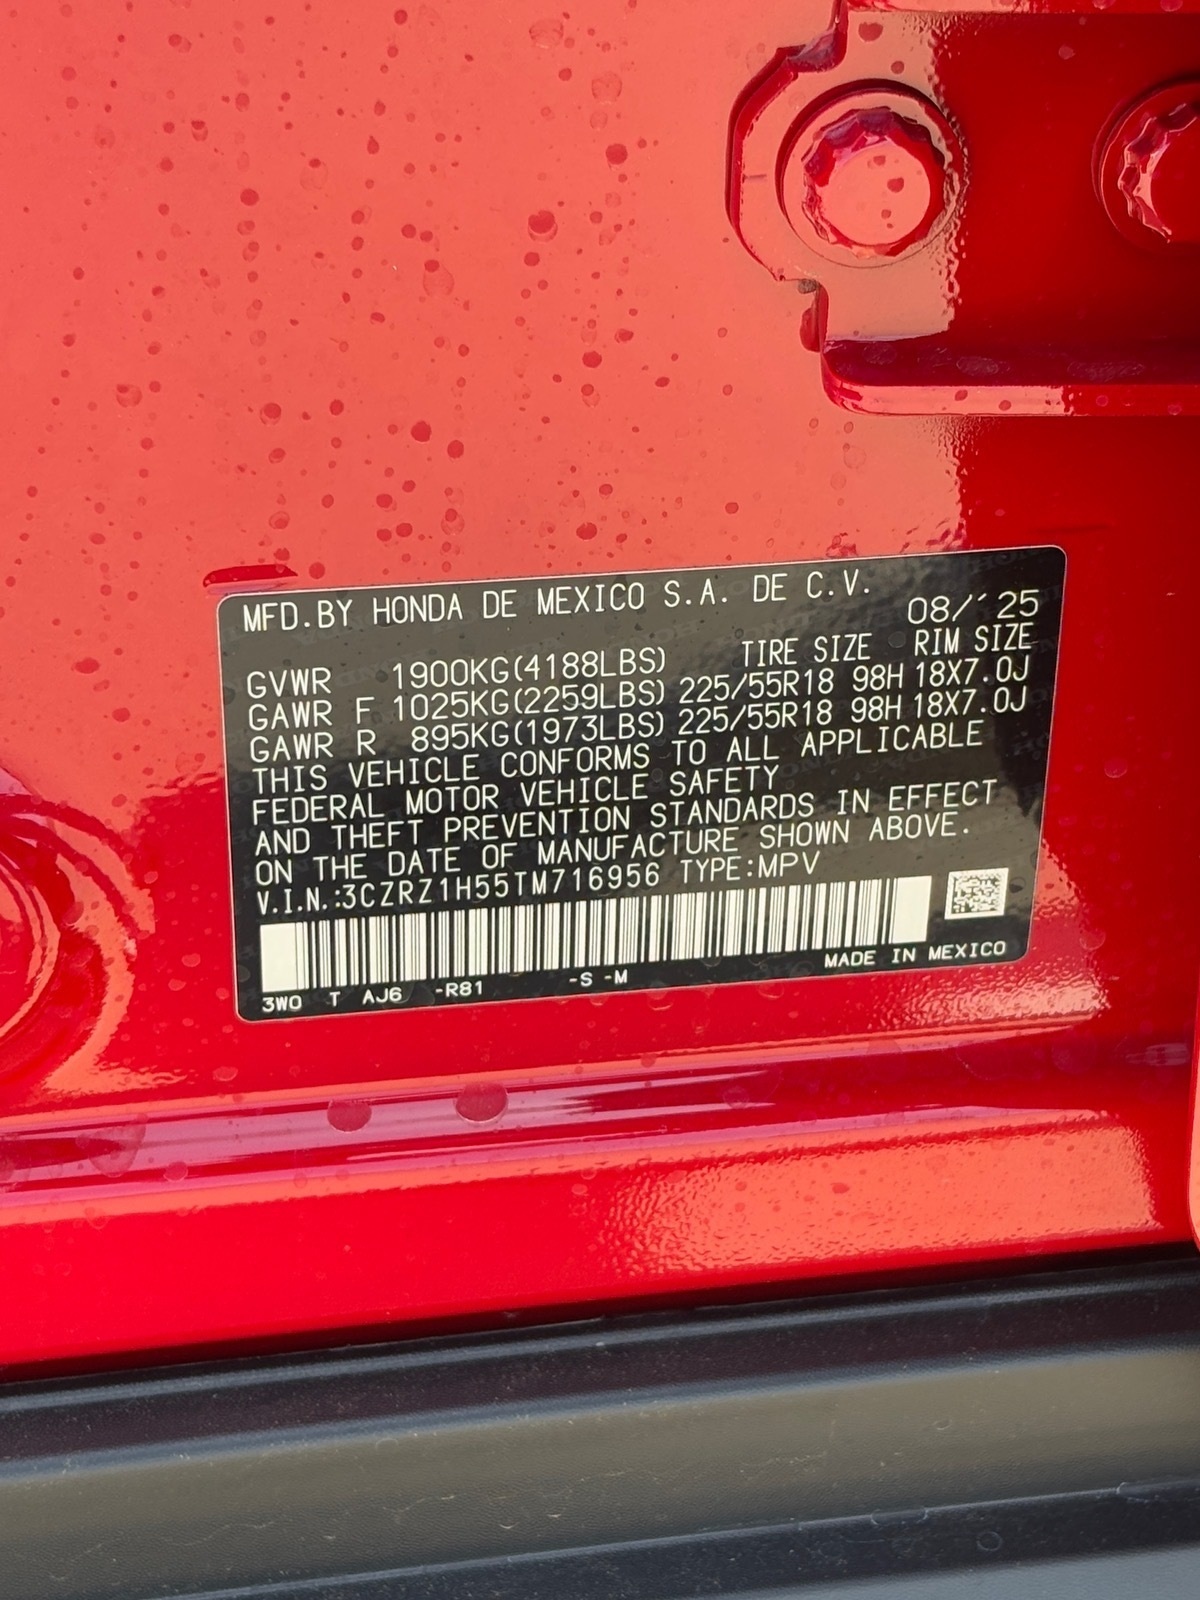 MFD.BY HONDA DE MEXICO S.A. DE C.V.
08/´25
TIRE SIZE RIM SIZE
GVWR 1900KG(4188LBS)
GAWR F 1025KG(2259LBS) 225/55R18 98H 18X7.0J
GAWR R 895KG(1973LBS) 225/55R18 98H 18X7.0J
THIS VEHICLE CONFORMS TO ALL APPLICABLE
FEDERAL MOTOR VEHICLE SAFETY
AND THEFT PREVENTION STANDARDS IN EFFECT
ON THE DATE OF MANUFACTURE SHOWN ABOVE.
V.I.N.:3CZRZ1H55TM716956 TYPE:MPV
3W0 T AJ6 -R81 -S -M MADE IN MEXICO